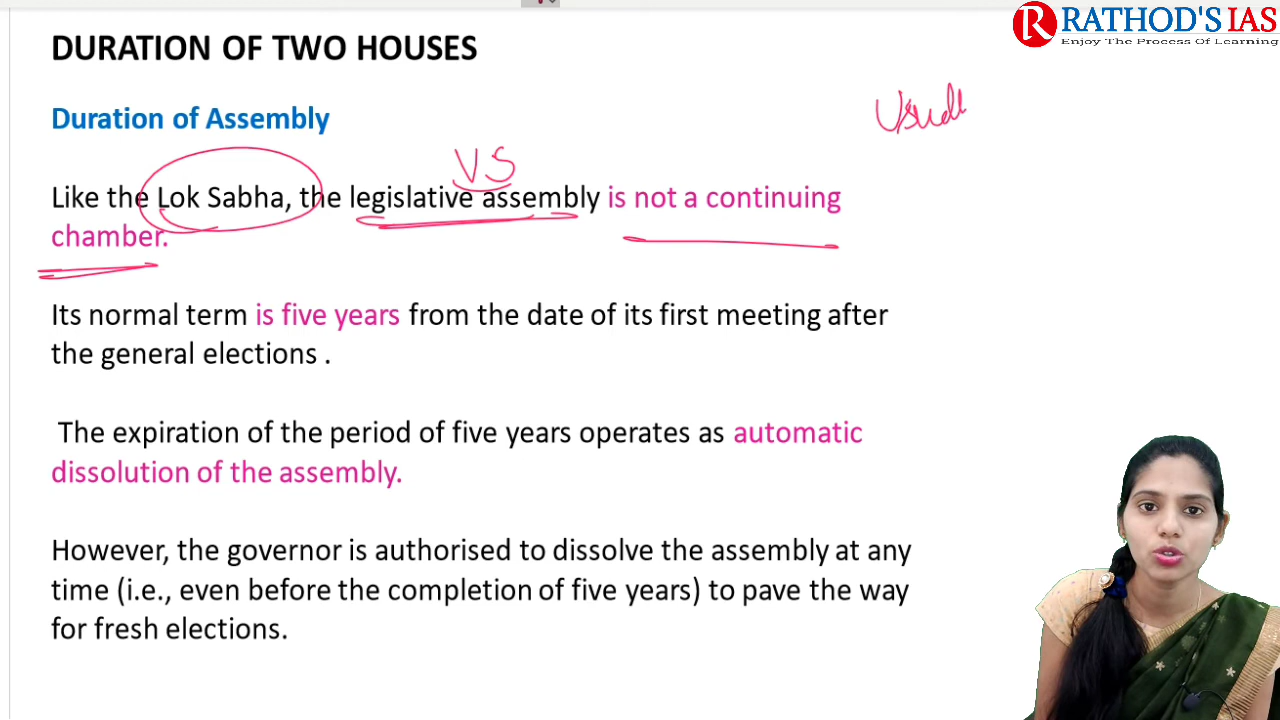 RATHOD'S IAS
Enjoy The Process Of Learning
DURATION OF TWO HOUSES
Duration of Assembly
VS
Like the Lok Sabha, the legislative assembly is not a continuing
chamber.
Its normal term is five years from the date of its first meeting after
the general elections .
The expiration of the period of five years operates as automatic
dissolution of the assembly.
However, the governor is authorised to dissolve the assembly at any
time (i.e., even before the completion of five years) to pave the way
for fresh elections.